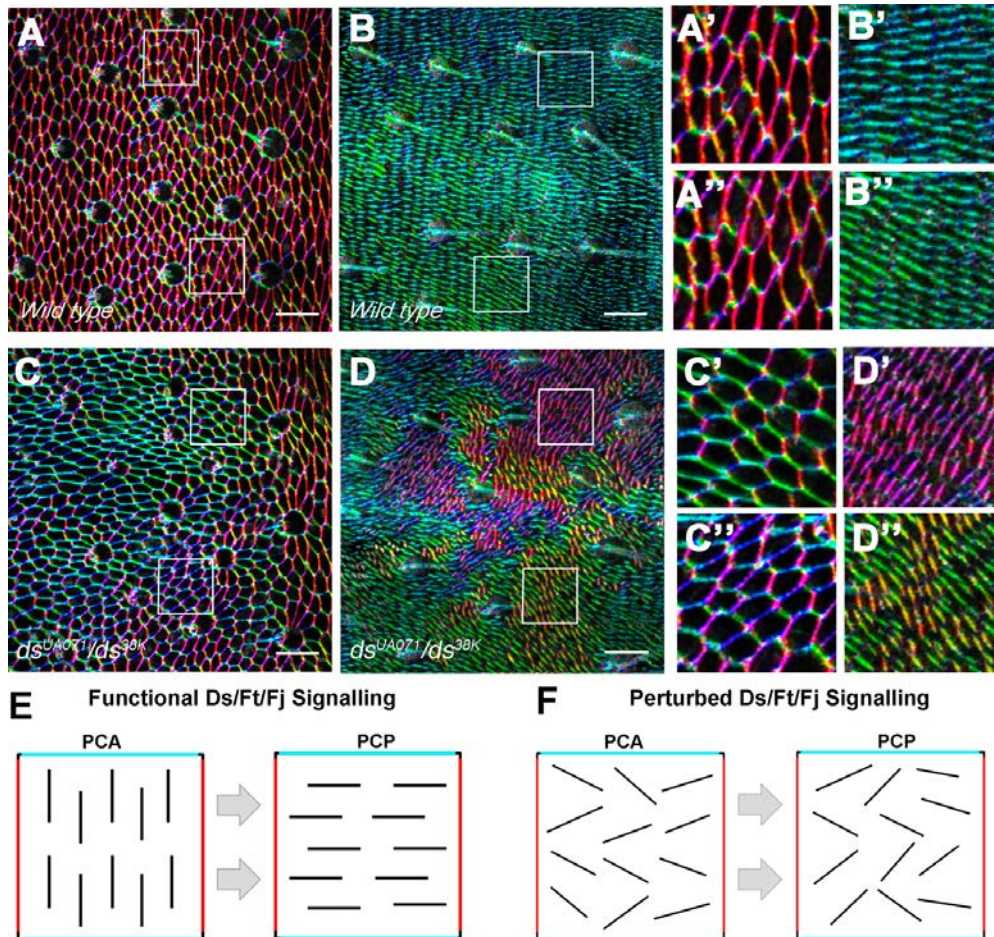 A
B
A’
B’
A”
B”
Wild type
Wild type
C
D
C’
D’
C”
D”
ds^UA071/ds^38K
ds^UA071/ds^38K
E Functional Ds/Ft/Fj Signalling
F Perturbed Ds/Ft/Fj Signalling
PCA
PCP
PCA
PCP